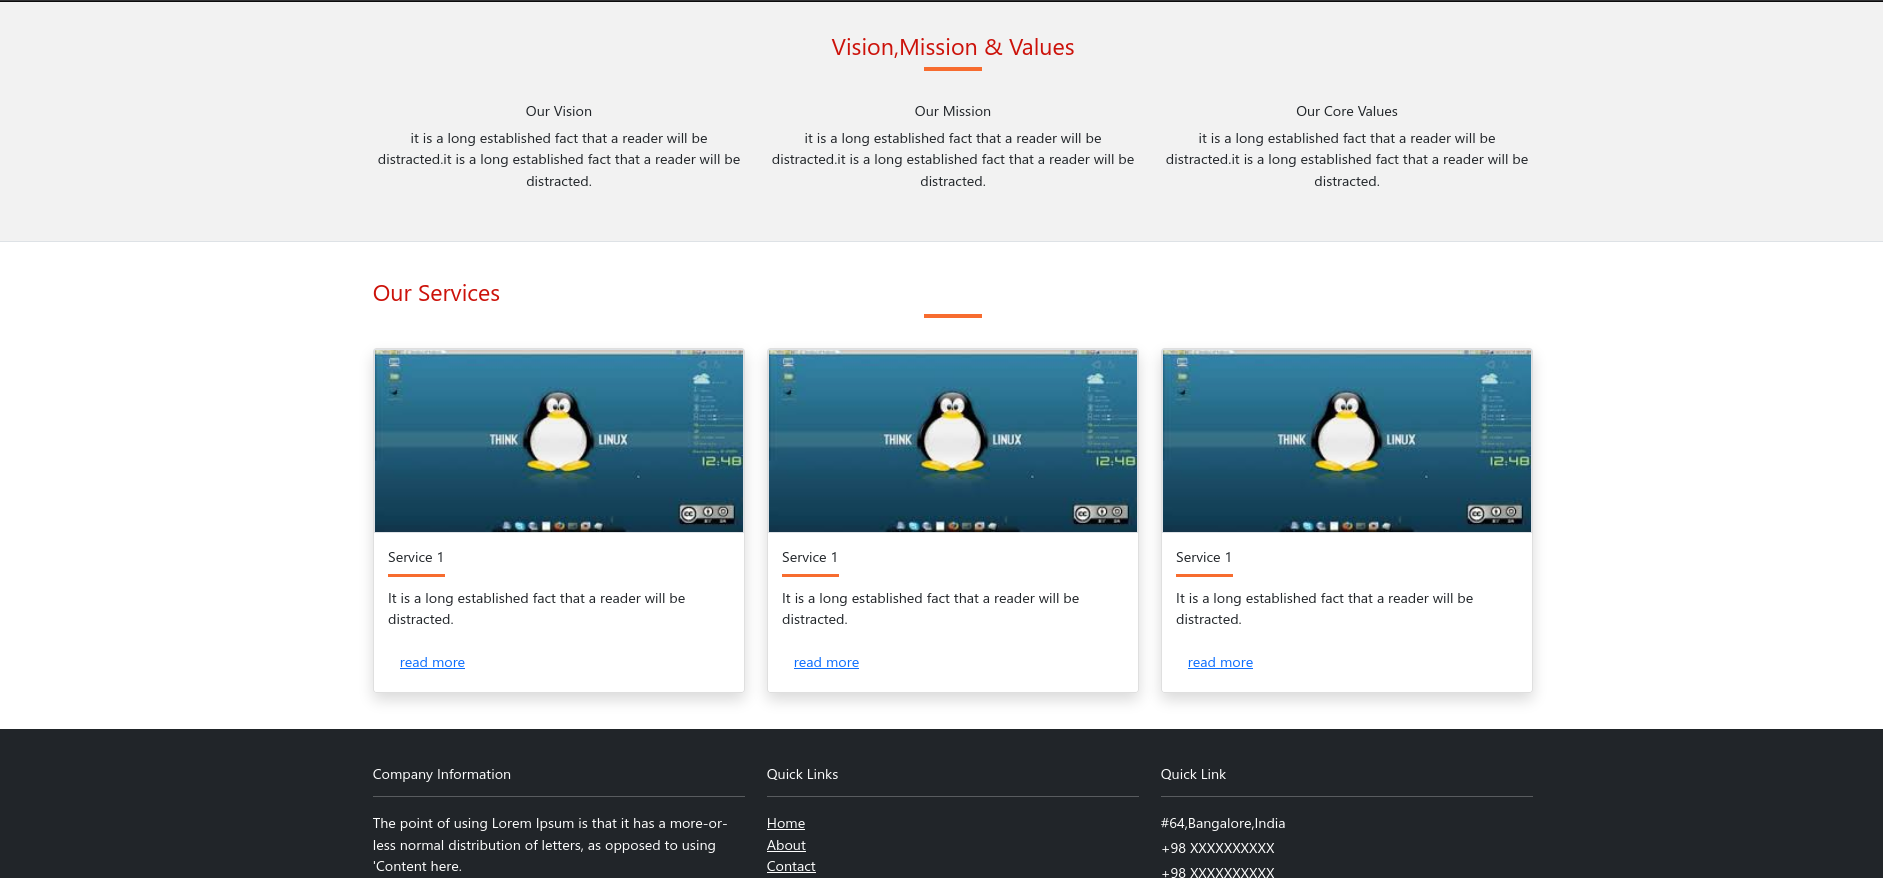 Vision,Mission & Values
Our Vision
it is a long established fact that a reader will be
distracted.it is a long established fact that a reader will be
distracted.
Our Mission
it is a long established fact that a reader will be
distracted.it is a long established fact that a reader will be
distracted.
Our Core Values
it is a long established fact that a reader will be
distracted.it is a long established fact that a reader will be
distracted.
Our Services
THINK LINUX
12:48
Service 1
It is a long established fact that a reader will be
distracted.
read more
THINK LINUX
12:48
Service 1
It is a long established fact that a reader will be
distracted.
read more
THINK LINUX
12:48
Service 1
It is a long established fact that a reader will be
distracted.
read more
Company Information
The point of using Lorem Ipsum is that it has a more-or-
less normal distribution of letters, as opposed to using
'Content here.
Quick Links
Home
About
Contact
Quick Link
#64,Bangalore,India
+98 XXXXXXXXXX
+98 XXXXXXXXXX